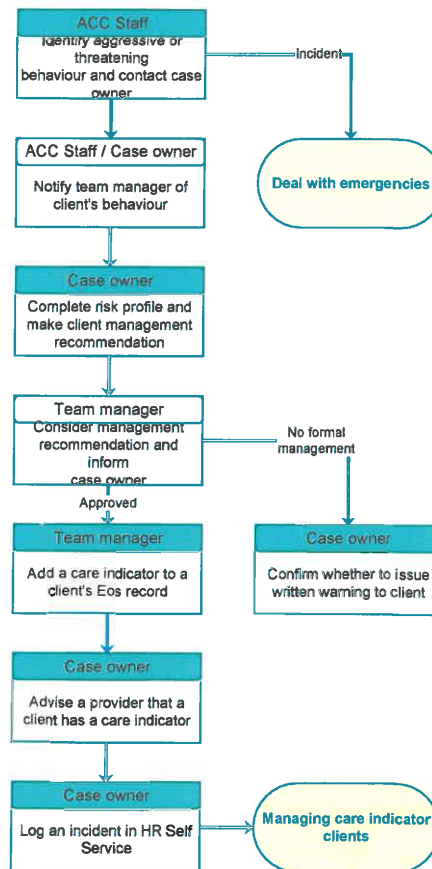 ACC Staff
Identify aggressive or
threatening
behaviour and contact case
owner
Incident
Deal with emergencies
ACC Staff / Case owner
Notify team manager of
client's behaviour
Case owner
Complete risk profile and
make client management
recommendation
Team manager
Consider management
recommendation and
inform
case owner
No formal
management
Approved
Team manager
Add a care indicator to a
client's Eos record
Case owner
Confirm whether to issue
written warning to client
Case owner
Advise a provider that a
client has a care indicator
Case owner
Log an incident in HR Self
Service
Managing care indicator
clients